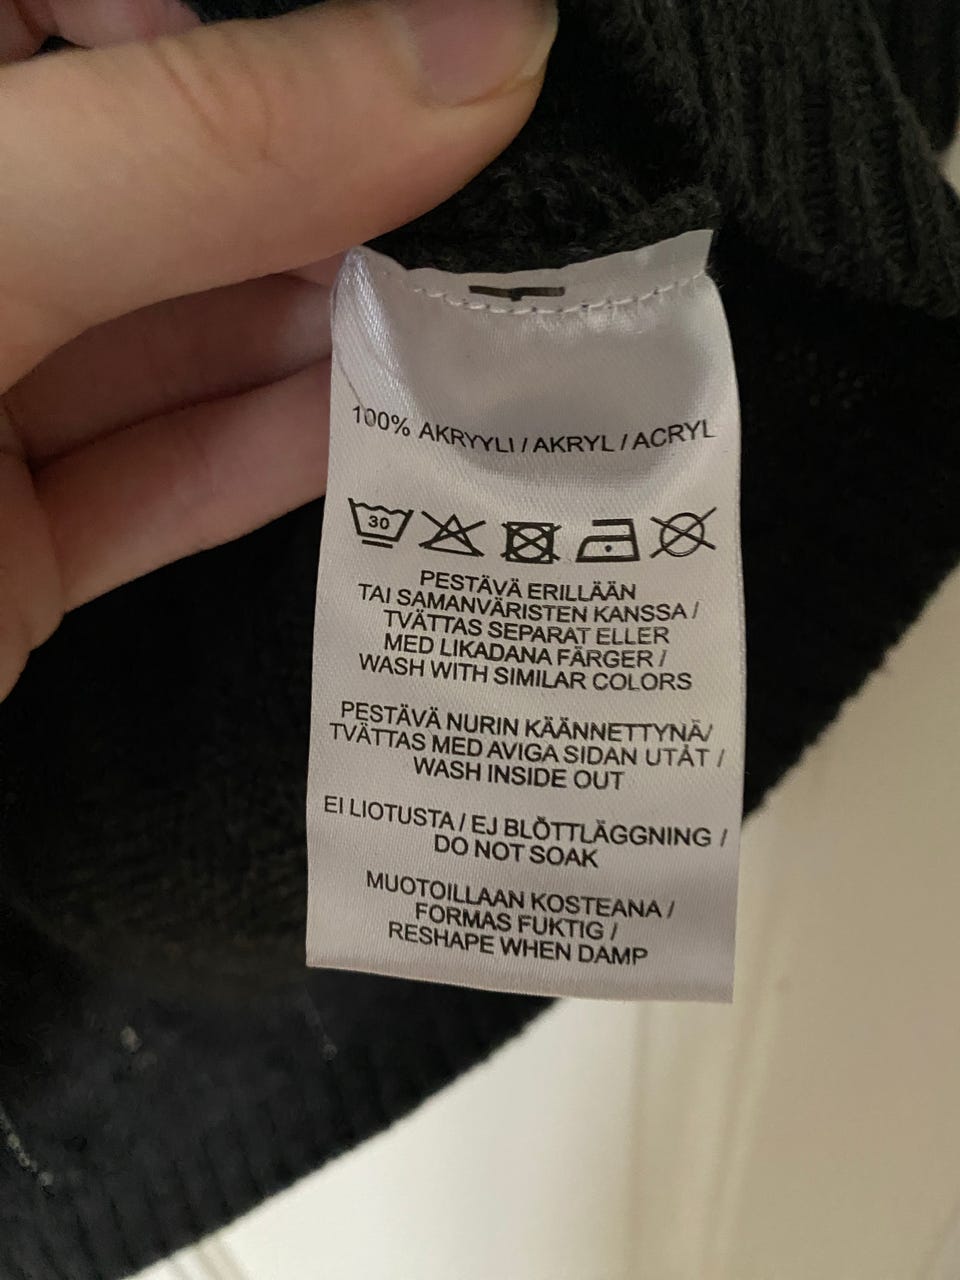 100% AKRYYLI / AKRYL / ACRYL
30
PESTÄVÄ ERILLÄÄN
TAI SAMANVÄRISTEN KANSSA /
TVÄTTAS SEPARAT ELLER
MED LIKADANA FÄRGER /
WASH WITH SIMILAR COLORS
PESTÄVÄ NURIN KÄÄNNETTYNÄ/
TVÄTTAS MED AVIGA SIDAN UTÅT /
WASH INSIDE OUT
EI LIOTUSTA / EJ BLÖTTLÄGGNING /
DO NOT SOAK
MUOTOILLAAN KOSTEANA /
FORMAS FUKTIG /
RESHAPE WHEN DAMP